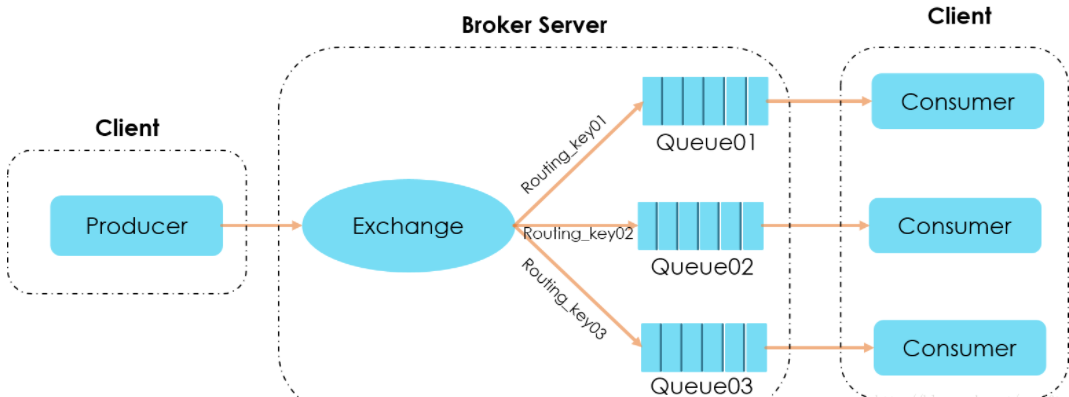 Broker Server
Client
Client
Producer
Exchange
Routing_key01
Routing_key02
Routing_key03
Queue01
Queue02
Queue03
Consumer
Consumer
Consumer